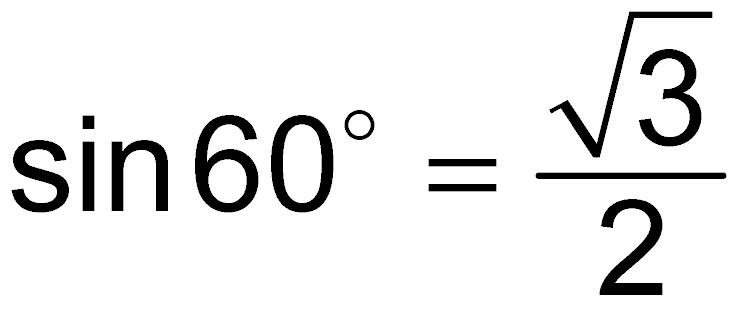 sin 60° = √3/2